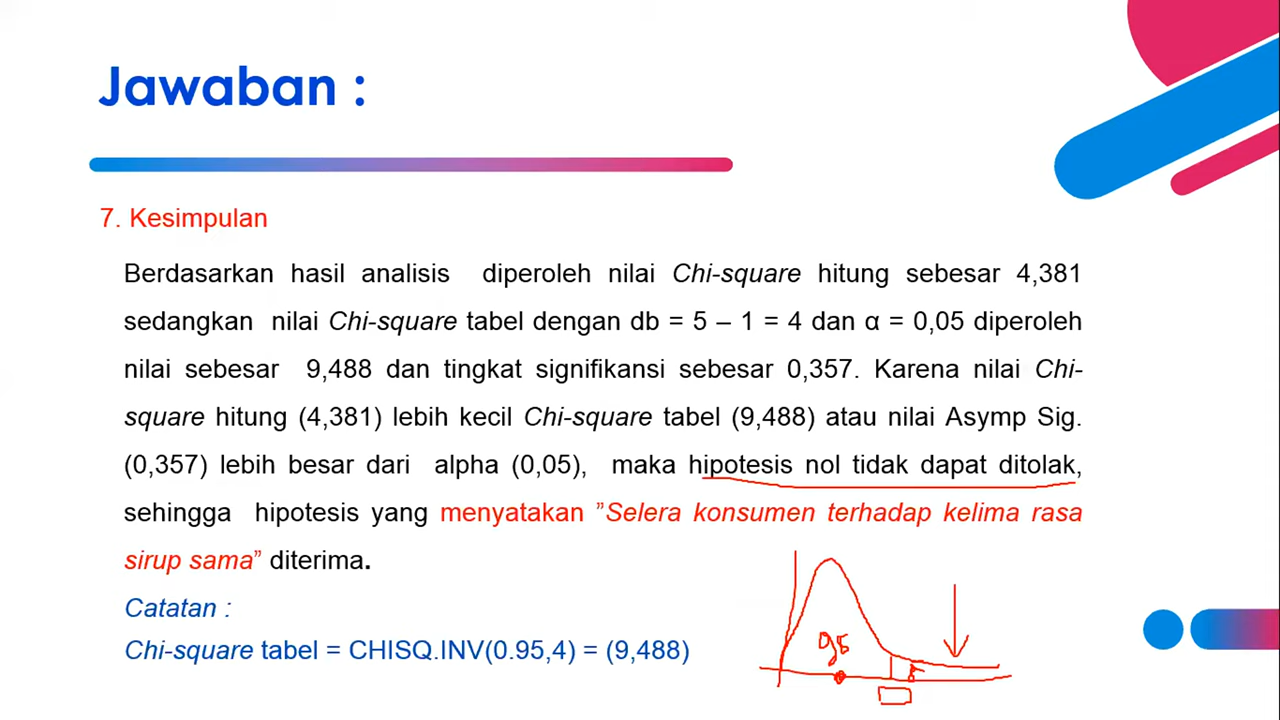 Jawaban :
7. Kesimpulan
Berdasarkan hasil analisis diperoleh nilai Chi-square hitung sebesar 4,381
sedangkan nilai Chi-square tabel dengan db = 5 – 1 = 4 dan α = 0,05 diperoleh
nilai sebesar 9,488 dan tingkat signifikansi sebesar 0,357. Karena nilai Chi-
square hitung (4,381) lebih kecil Chi-square tabel (9,488) atau nilai Asymp Sig.
(0,357) lebih besar dari alpha (0,05), maka hipotesis nol tidak dapat ditolak,
sehingga hipotesis yang menyatakan ”Selera konsumen terhadap kelima rasa
sirup sama” diterima.
Catatan :
Chi-square tabel = CHISQ.INV(0.95,4) = (9,488)